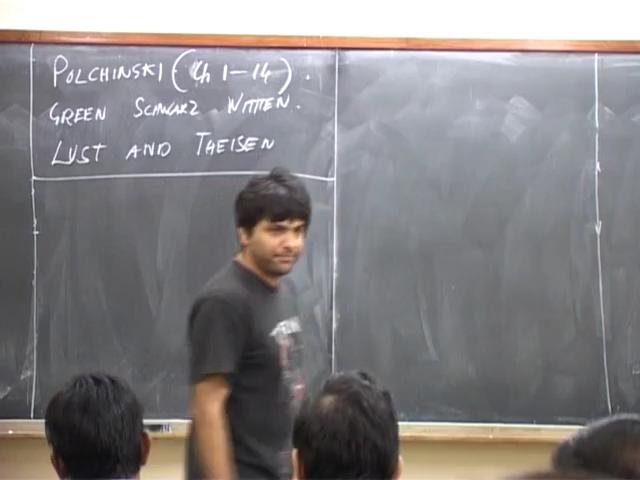 POLCHINSKI (Ch 1-14).
GREEN SCHWARZ WITTEN.
LUST AND THEISEN